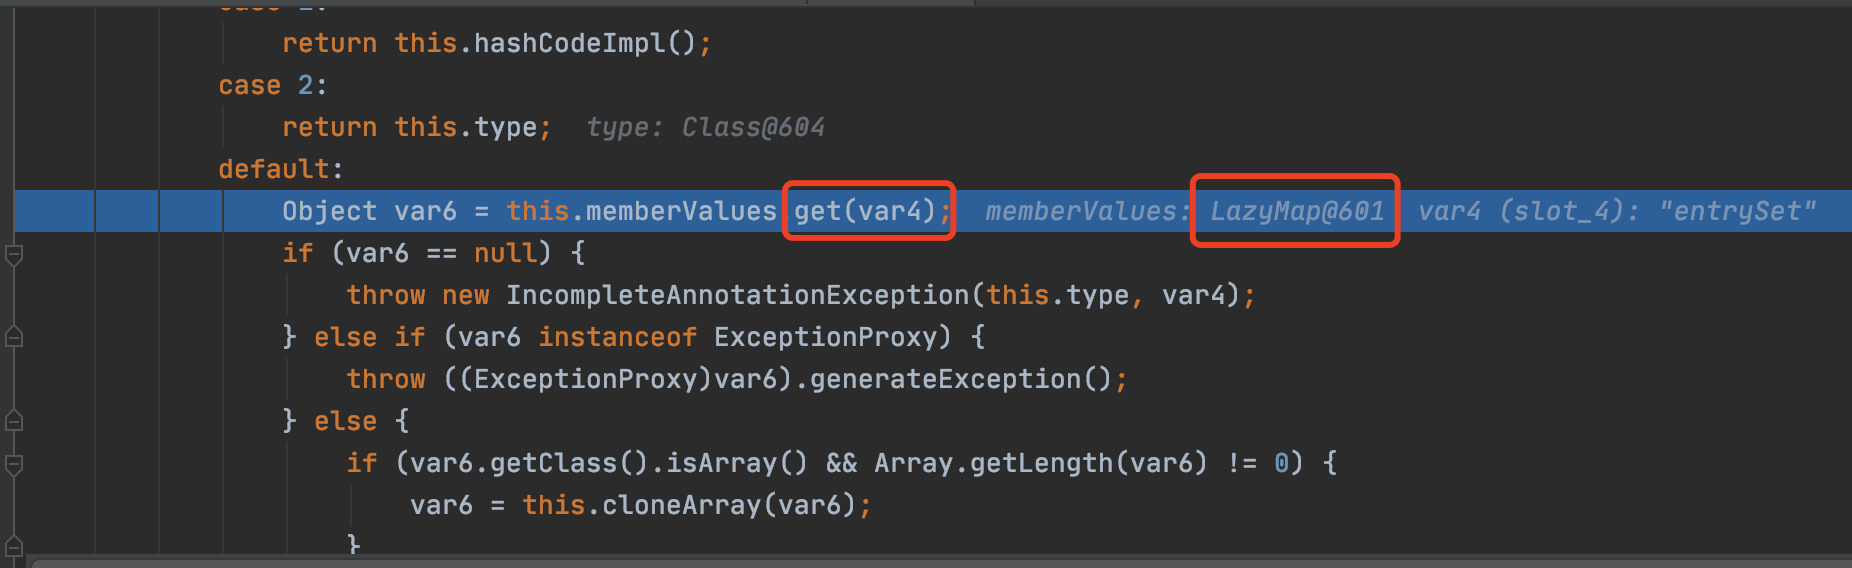 return this.hashCodeImpl();
case 2:
return this.type; type: Class@604
default:
Object var6 = this.memberValues.get(var4); memberValues: LazyMap@601 var4 (slot_4): "entrySet"
if (var6 == null) {
throw new IncompleteAnnotationException(this.type, var4);
} else if (var6 instanceof ExceptionProxy) {
throw ((ExceptionProxy)var6).generateException();
} else {
if (var6.getClass().isArray() && Array.getLength(var6) != 0) {
var6 = this.cloneArray(var6);
}